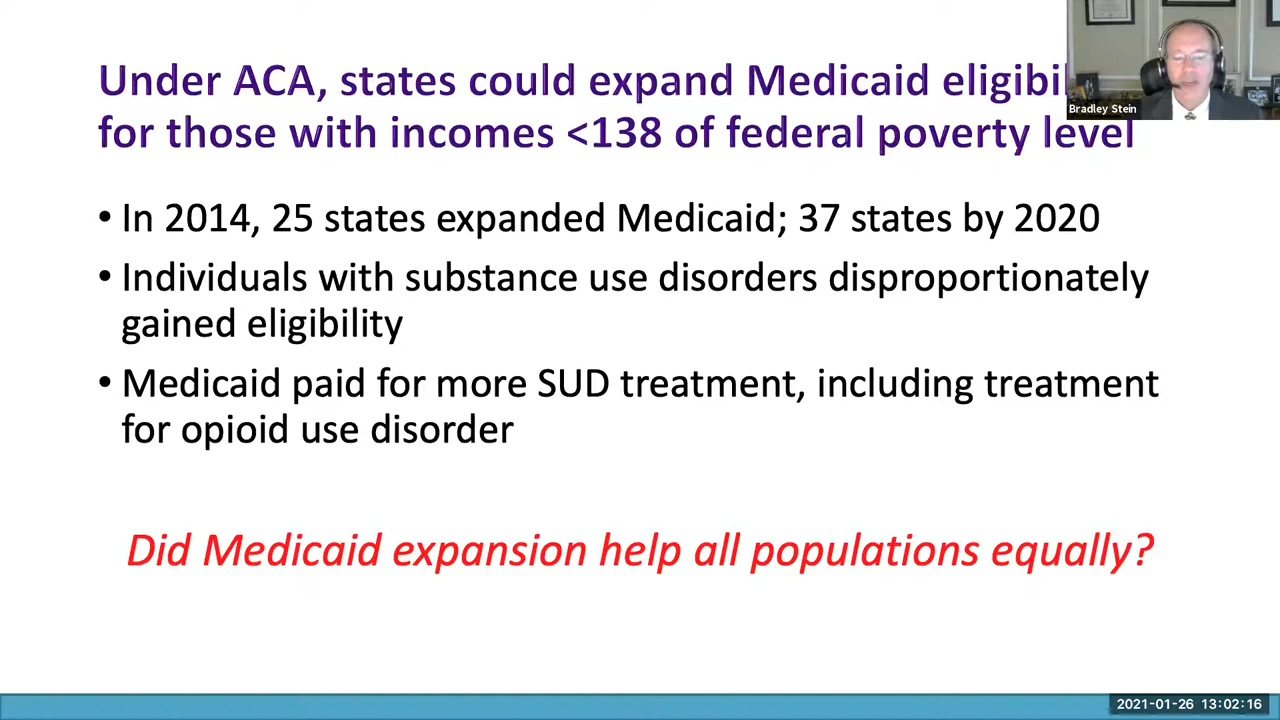 Under ACA, states could expand Medicaid
for those with incomes <138 of federal poverty level
Bradley Stein
• In 2014, 25 states expanded Medicaid; 37 states by 2020
• Individuals with substance use disorders disproportionately
gained eligibility
• Medicaid paid for more SUD treatment, including treatment
for opioid use disorder
Did Medicaid expansion help all populations equally?
2021-01-26 13:02:16